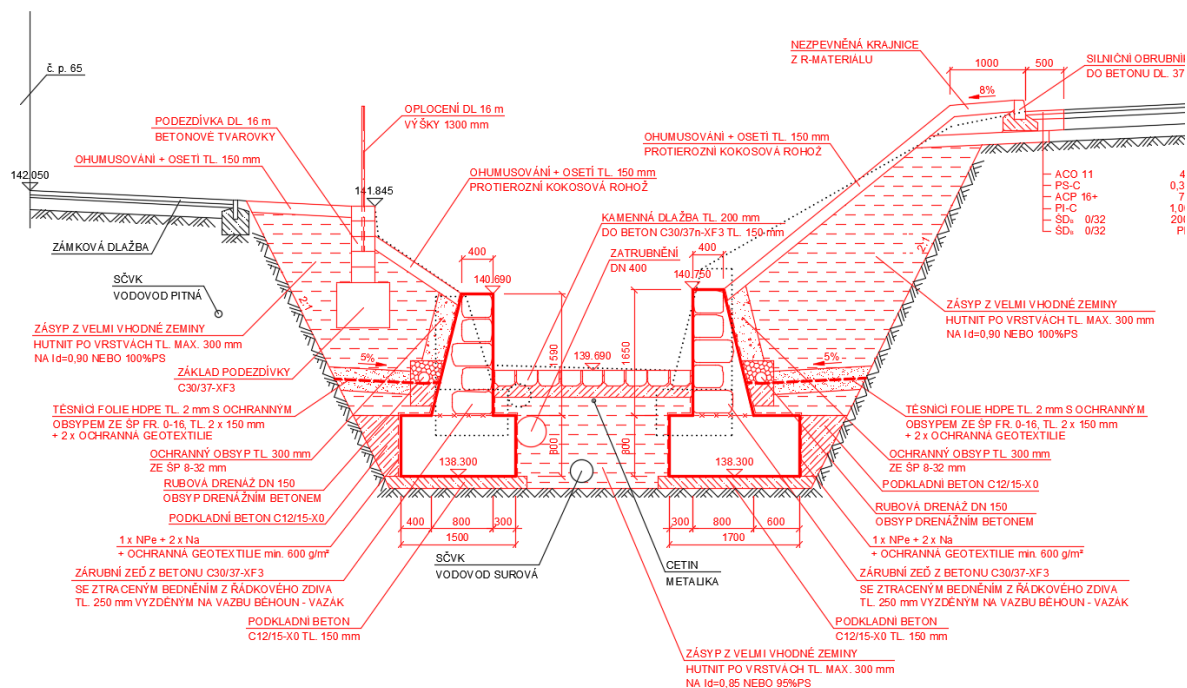 č. p. 65
142.050
ZÁMKOVÁ DLAŽBA
SČVK
VODOVOD PITNÁ
PODEZDÍVKA DL. 16 m
BETONOVÉ TVAROVKY
OHUMUSOVÁNÍ + OSETÍ TL. 150 mm
141.845
OPLOCENÍ DL 16 m
VÝŠKY 1300 mm
OHUMUSOVÁNÍ + OSETÍ TL. 150 mm
PROTIEROZNÍ KOKOSOVÁ ROHOŽ
KAMENNÁ DLAŽBA TL. 200 mm
DO BETON C30/37n-XF3 TL. 150 mm
ZATRUBNĚNÍ
DN 400
NEZPEVNĚNÁ KRAJNICE
Z R-MATERIÁLU
1000
500
8%
SILNIČNÍ OBRUBNÍ
DO BETONU DL. 37
OHUMUSOVÁNÍ + OSETÍ TL. 150 mm
PROTIEROZNÍ KOKOSOVÁ ROHOŽ
ACO 11
4
PS-C
0,3
ACP 16+
7
PI-C
1,0
ŠDₐ 0/32
200
ŠDₐ 0/32
400
140.690
400
140.750
139.690
1590
1650
800
800
2:1
2:1
5%
5%
138.300
138.300
ZÁSYP Z VELMI VHODNÉ ZEMINY
HUTNIT PO VRSTVÁCH TL. MAX. 300 mm
NA Id=0,90 NEBO 100%PS
ZÁKLAD PODEZDÍVKY
C30/37-XF3
TĚSNÍCÍ FOLIE HDPE TL. 2 mm S OCHRANNÝM
OBSYPEM ZE ŠP FR. 0-16, TL. 2 x 150 mm
+ 2 x OCHRANNÁ GEOTEXTILIE
OCHRANNÝ OBSYP TL. 300 mm
ZE ŠP 8-32 mm
RUBOVÁ DRENÁŽ DN 150
OBSYP DRENÁŽNÍM BETONEM
PODKLADNÍ BETON C12/15-X0
1 x NPe + 2 x Na
+ OCHRANNÁ GEOTEXTILIE min. 600 g/m²
ZÁRUBNÍ ZEĎ Z BETONU C30/37-XF3
SE ZTRACENÝM BEDNĚNÍM Z ŘÁDKOVÉHO ZDIVA
TL. 250 mm VYZDĚNÝM NA VAZBU BĚHOUN - VAZÁK
PODKLADNÍ BETON
C12/15-X0 TL. 150 mm
400
800
300
1500
SČVK
VODOVOD SUROVÁ
CETIN
METALIKA
300
800
600
1700
ZÁSYP Z VELMI VHODNÉ ZEMINY
HUTNIT PO VRSTVÁCH TL. MAX. 300 mm
NA Id=0,85 NEBO 95%PS
ZÁSYP Z VELMI VHODNÉ ZEMINY
HUTNIT PO VRSTVÁCH TL. MAX. 300 mm
NA Id=0,90 NEBO 100%PS
TĚSNÍCÍ FOLIE HDPE TL. 2 mm S OCHRANNÝM
OBSYPEM ZE ŠP FR. 0-16, TL. 2 x 150 mm
+ 2 x OCHRANNÁ GEOTEXTILIE
OCHRANNÝ OBSYP TL. 300 mm
ZE ŠP 8-32 mm
PODKLADNÍ BETON C12/15-X0
RUBOVÁ DRENÁŽ DN 150
OBSYP DRENÁŽNÍM BETONEM
1 x NPe + 2 x Na
+ OCHRANNÁ GEOTEXTILIE min. 600 g/m²
ZÁRUBNÍ ZEĎ Z BETONU C30/37-XF3
SE ZTRACENÝM BEDNĚNÍM Z ŘÁDKOVÉHO ZDIVA
TL. 250 mm VYZDĚNÝM NA VAZBU BĚHOUN - VAZÁK
PODKLADNÍ BETON
C12/15-X0 TL. 150 mm